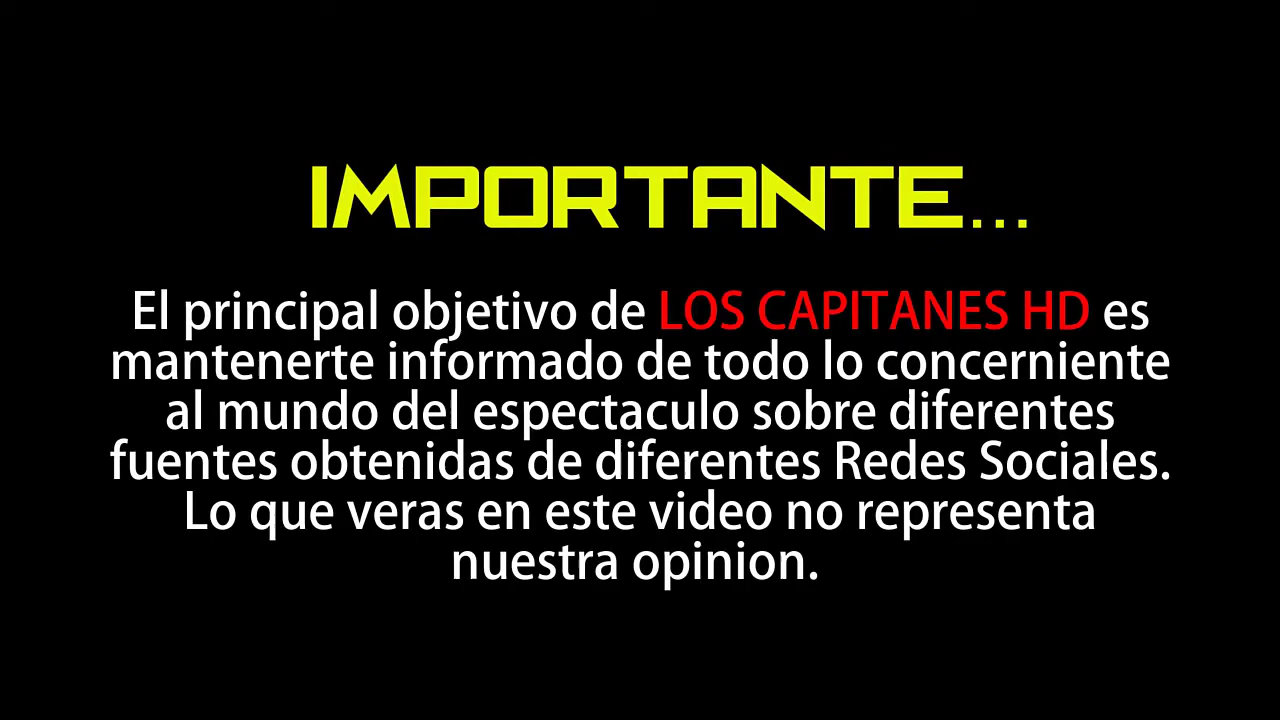 IMPORTANTE...
El principal objetivo de LOS CAPITANES HD es
mantenerte informado de todo lo concerniente
al mundo del espectaculo sobre diferentes
fuentes obtenidas de diferentes Redes Sociales.
Lo que veras en este video no representa
nuestra opinion.